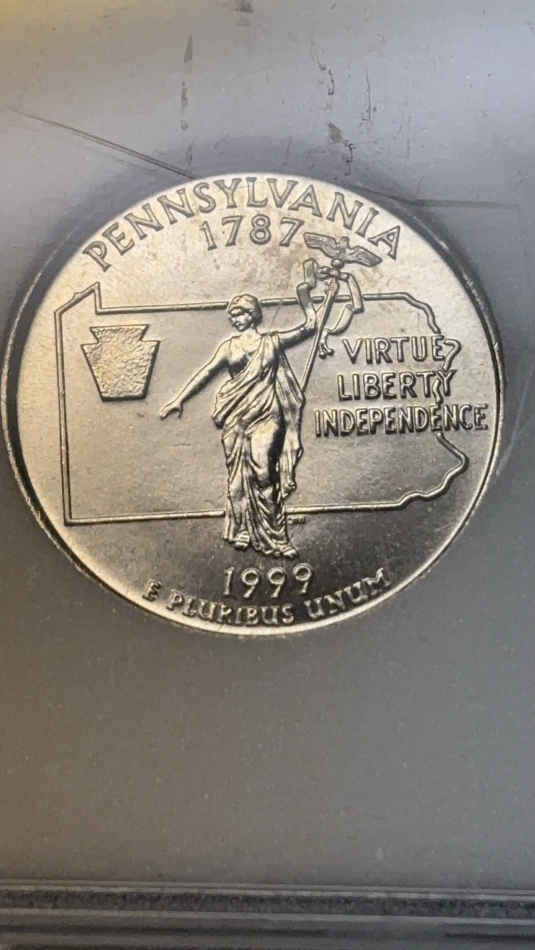 PENNSYLVANIA
1787
VIRTUE
LIBERTY
INDEPENDENCE
1999
E PLURIBUS UNUM